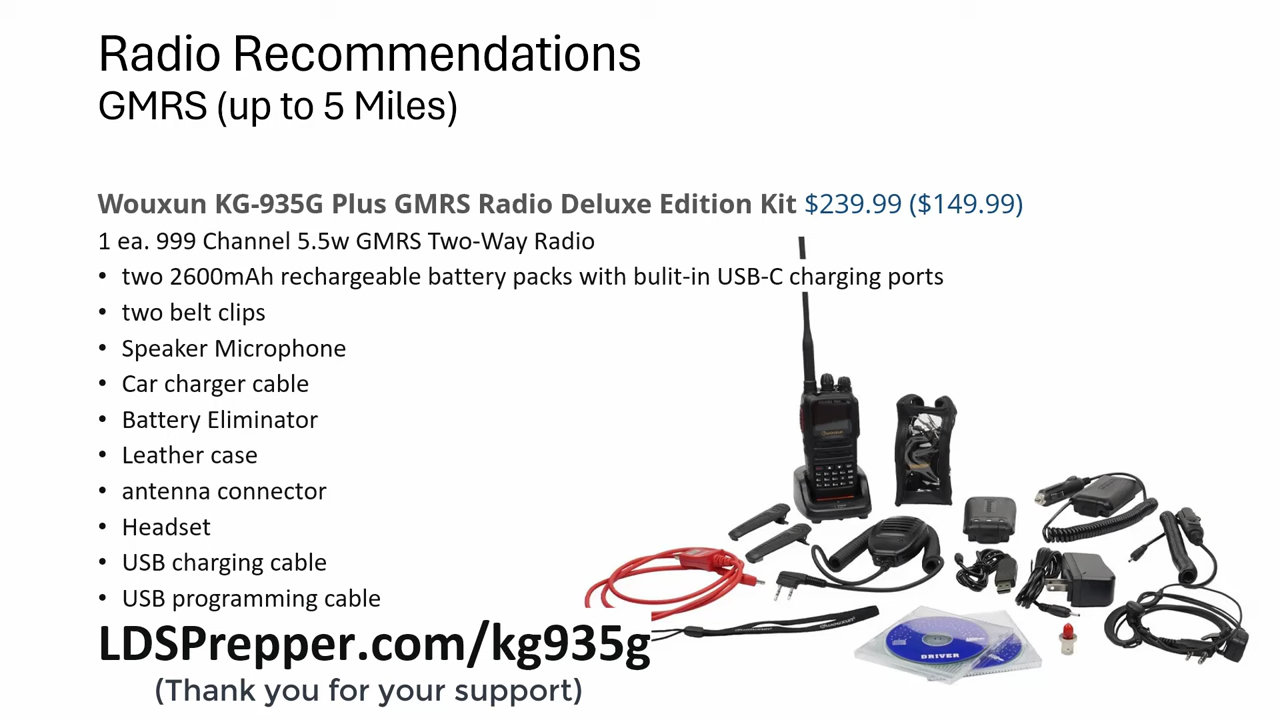 Radio Recommendations
GMRS (up to 5 Miles)
Wouxun KG-935G Plus GMRS Radio Deluxe Edition Kit $239.99 ($149.99)
1 ea. 999 Channel 5.5w GMRS Two-Way Radio
• two 2600mAh rechargeable battery packs with bulit-in USB-C charging ports
• two belt clips
• Speaker Microphone
• Car charger cable
• Battery Eliminator
• Leather case
• antenna connector
• Headset
• USB charging cable
• USB programming cable
LDSPrepper.com/kg935g
(Thank you for your support)
DRIVER